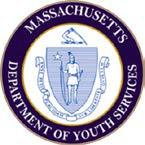 MASSACHUSETTS
DEPARTMENT OF YOUTH SERVICES